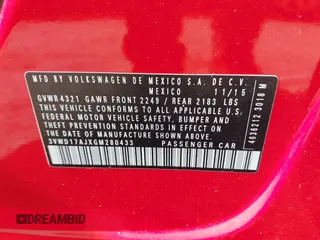 MFD BY VOLKSWAGEN DE MEXICO S.A. DE C.V.
MEXICO 11/15
GVWR 4321 GAWR FRONT 2249 / REAR 2183 LBS
THIS VEHICLE CONFORMS TO ALL APPLICABLE U.S.
FEDERAL MOTOR VEHICLE SAFETY, BUMPER AND
THEFT PREVENTION STANDARDS IN EFFECT ON THE
DATE OF MANUFACTURE SHOWN ABOVE.
3VWD17AJXGM280433 PASSENGER CAR
4636212 J018 M
DREAMBID